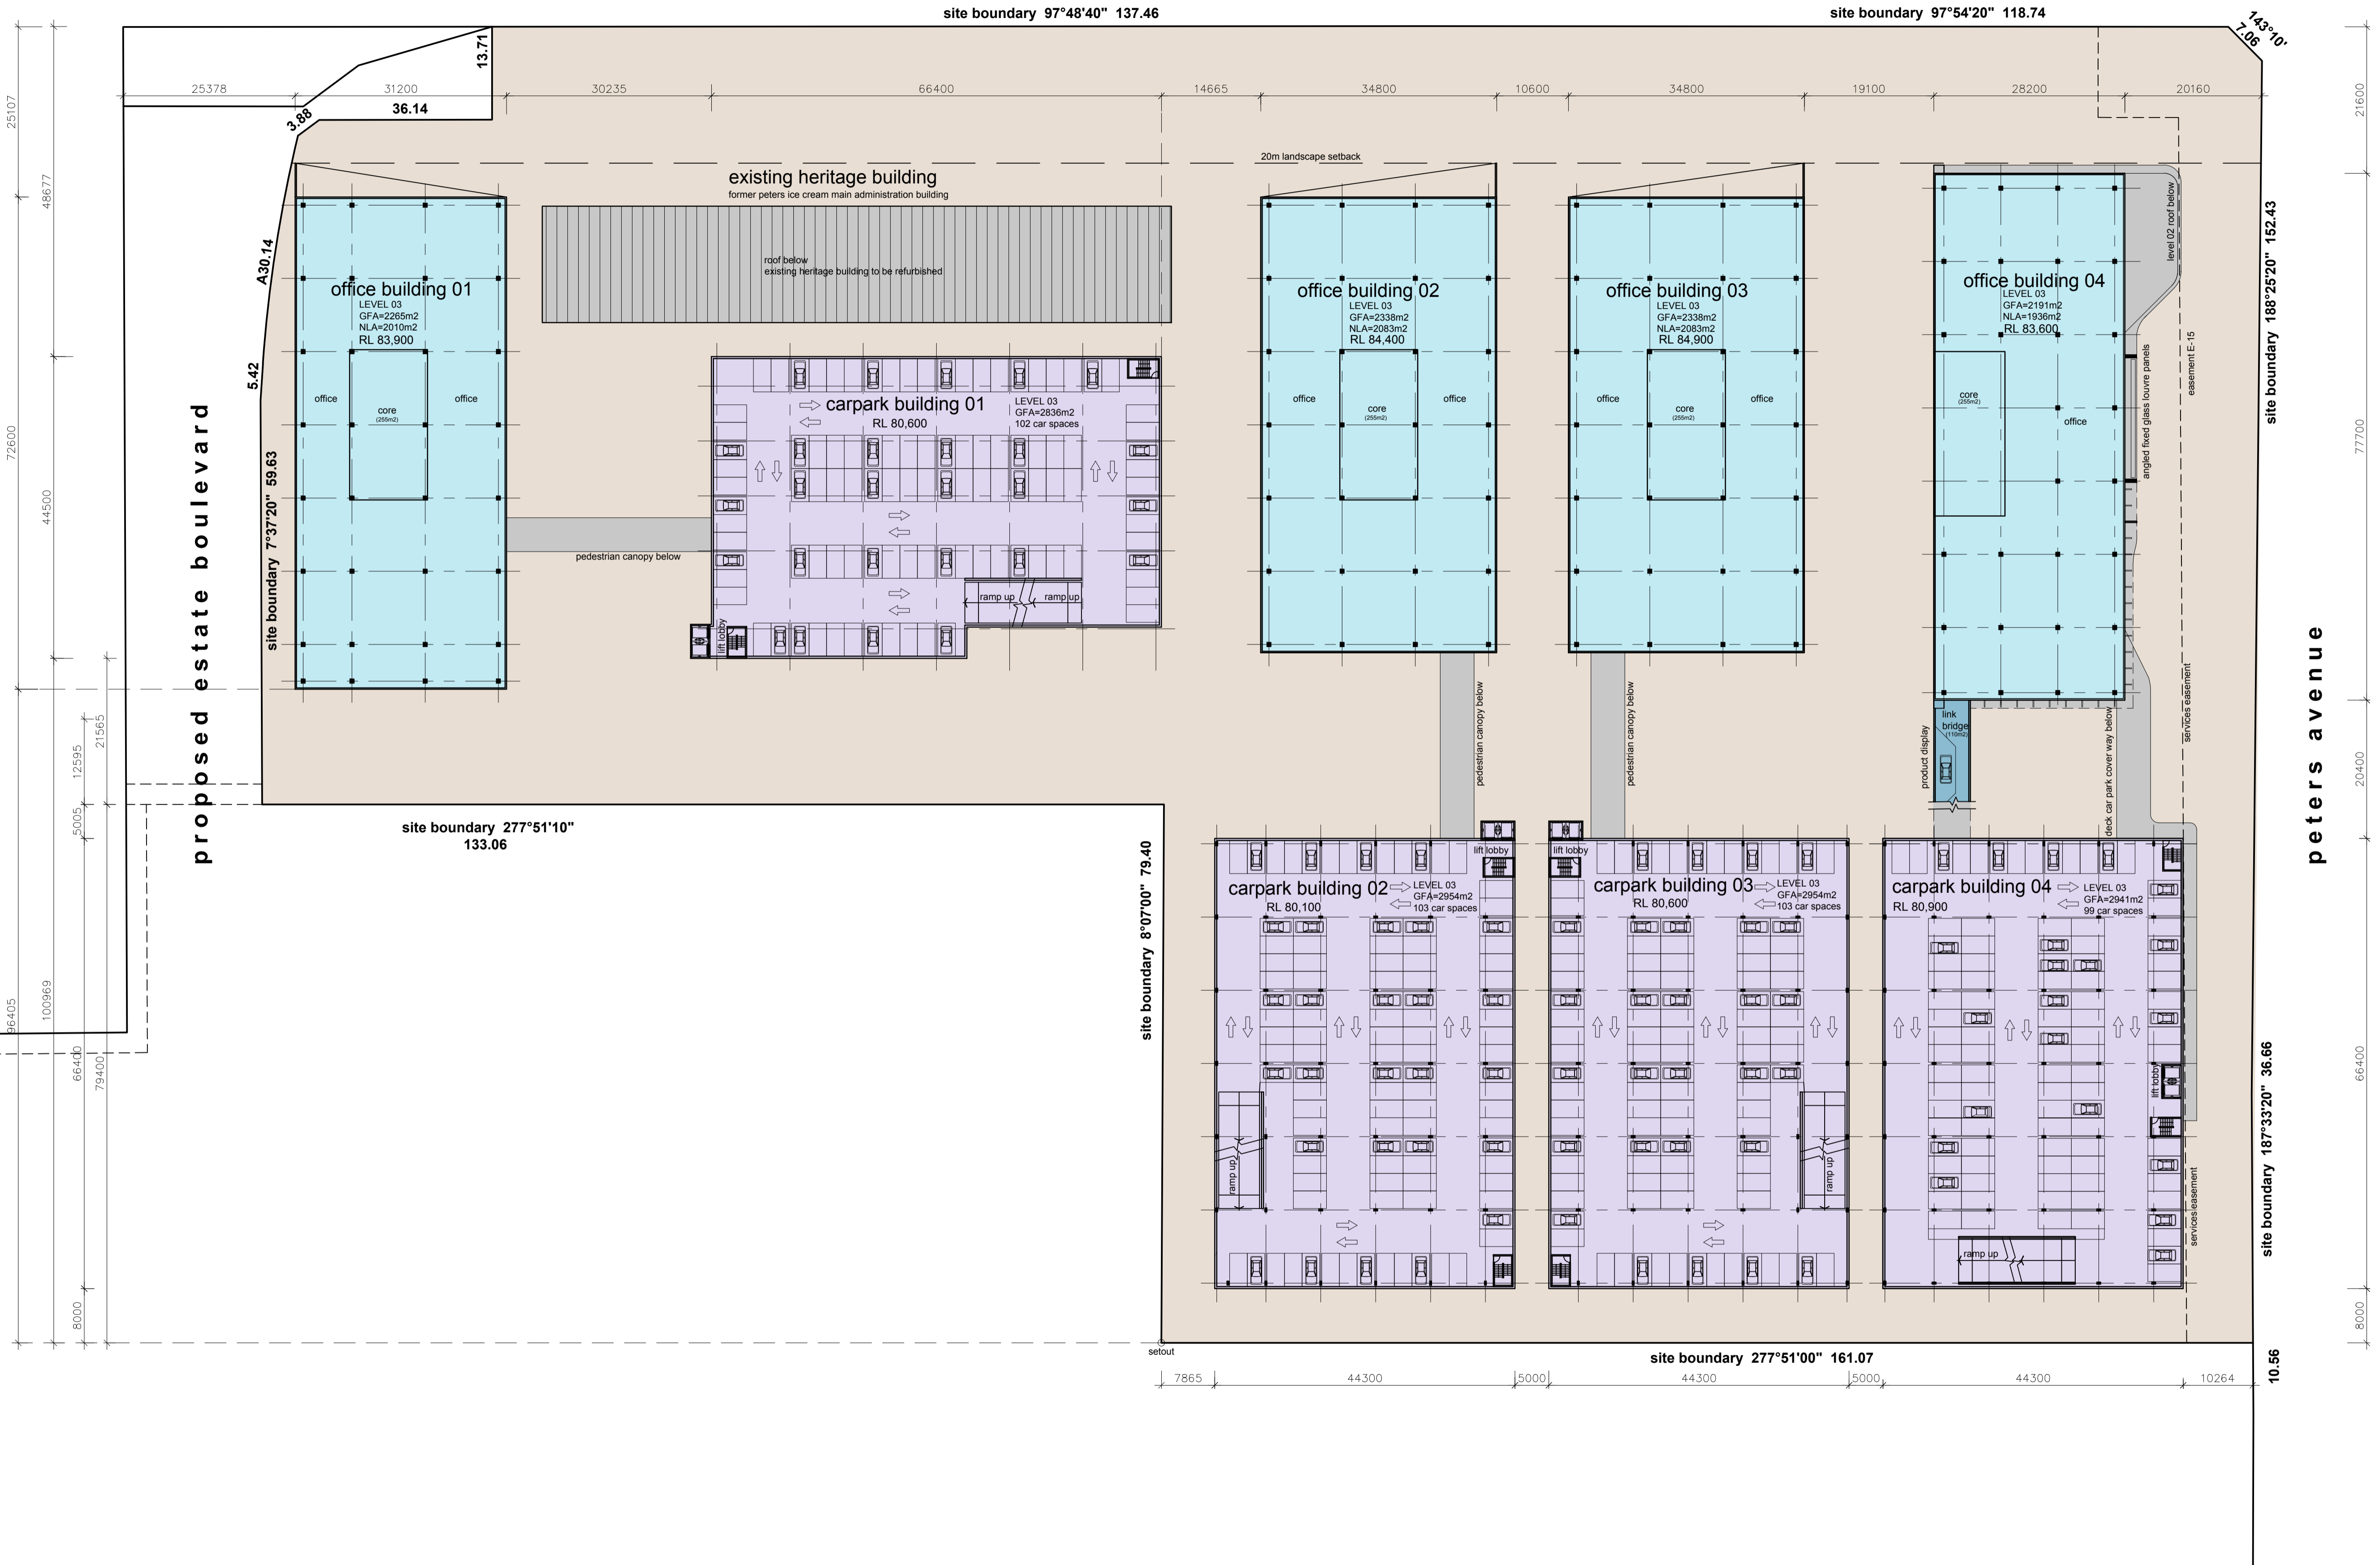 site boundary 97°48'40" 137.46
site boundary 97°54'20" 118.74
143°10'
7.06
13.71
36.14
3.88
25378
31200
30235
66400
14665
34800
10600
34800
19100
28200
20160
25107
48677
72600
44500
12595
21565
5005
96405
100969
66400
79400
8000
21600
77700
20400
66400
8000
20m landscape setback
existing heritage building
former peters ice cream main administration building
roof below
existing heritage building to be refurbished
A30.14
5.42
site boundary 7°37'20" 59.63
proposed estate boulevard
office building 01
LEVEL 03
GFA=2265m2
NLA=2010m2
RL 83,900
office
core
(255m2)
office
pedestrian canopy below
carpark building 01
RL 80,600
LEVEL 03
GFA=2836m2
102 car spaces
ramp up
ramp up
lift lobby
office building 02
LEVEL 03
GFA=2338m2
NLA=2083m2
RL 84,400
office
core
(255m2)
office
office building 03
LEVEL 03
GFA=2338m2
NLA=2083m2
RL 84,900
office
core
(255m2)
office
office building 04
LEVEL 03
GFA=2191m2
NLA=1936m2
RL 83,600
core
(255m2)
office
level 02 roof below
angled fixed glass louvre panels
easement E-15
site boundary 188°25'20" 152.43
services easement
peters avenue
link
bridge
(110m2)
product display
deck car park cover way below
pedestrian canopy below
pedestrian canopy below
site boundary 277°51'10"
133.06
site boundary 8°07'00" 79.40
lift lobby
carpark building 02
RL 80,100
LEVEL 03
GFA=2954m2
103 car spaces
ramp up
lift lobby
carpark building 03
RL 80,600
LEVEL 03
GFA=2954m2
103 car spaces
ramp up
carpark building 04
RL 80,900
LEVEL 03
GFA=2941m2
99 car spaces
lift lobby
ramp up
services easement
site boundary 187°33'20" 36.66
setout
site boundary 277°51'00" 161.07
10.56
7865
44300
5000
44300
5000
44300
10264